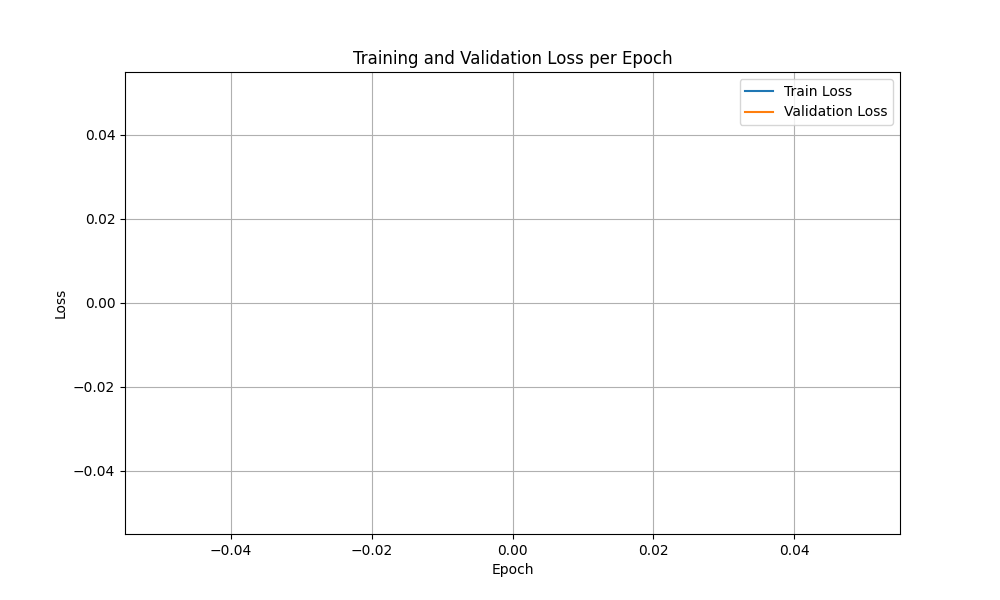 Training and Validation Loss per Epoch
Train Loss
Validation Loss
0.04
0.02
0.00
−0.02
−0.04
Loss
−0.04
−0.02
0.00
0.02
0.04
Epoch